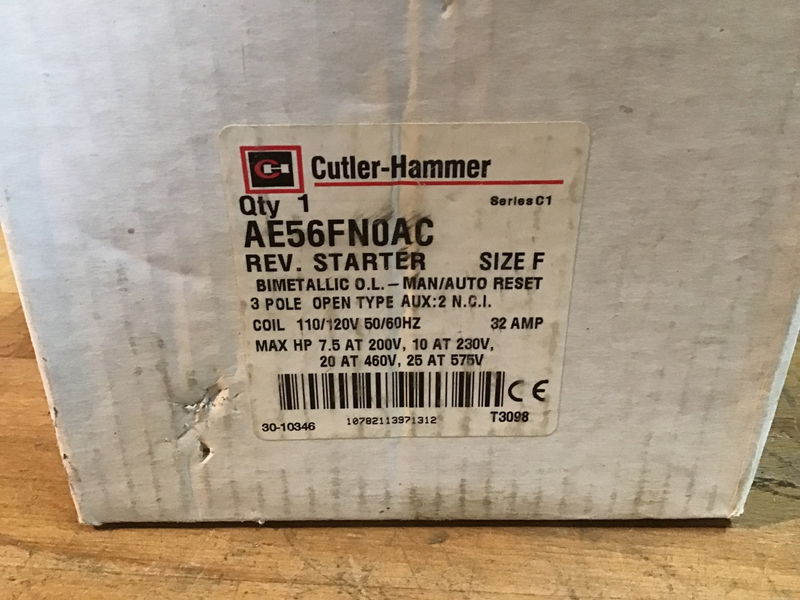 CH Cutler-Hammer
Qty 1 Series C1
AE56FN0AC
REV. STARTER SIZE F
BIMETALLIC O.L. - MAN/AUTO RESET
3 POLE OPEN TYPE AUX:2 N.C.I.
COIL 110/120V 50/60HZ 32 AMP
MAX HP 7.5 AT 200V, 10 AT 230V,
20 AT 460V, 25 AT 575V
CE
30-10346 10782113971312 T3098